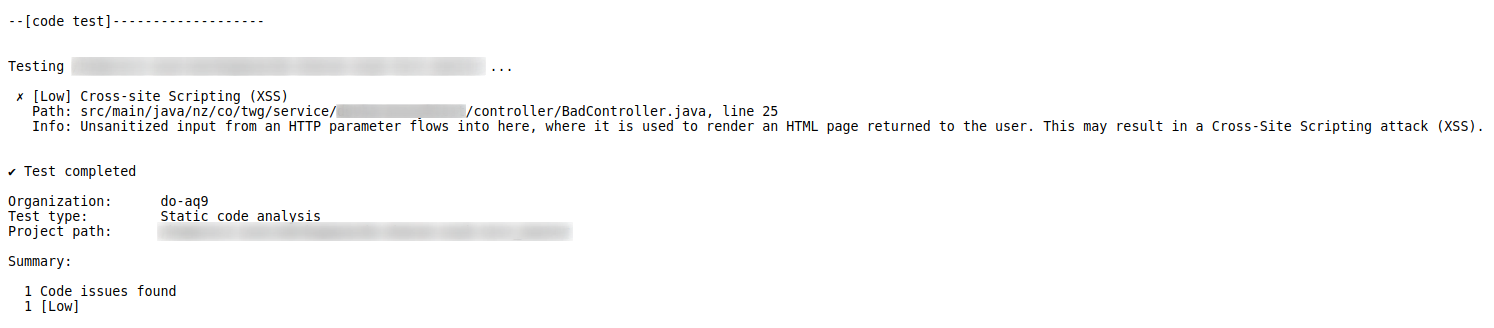 --[code test]-------------------
Testing ...
✗ [Low] Cross-site Scripting (XSS)
Path: src/main/java/nz/co/twg/service/ /controller/BadController.java, line 25
Info: Unsanitized input from an HTTP parameter flows into here, where it is used to render an HTML page returned to the user. This may result in a Cross-Site Scripting attack (XSS).
✔ Test completed
Organization: do-aq9
Test type: Static code analysis
Project path:
Summary:
1 Code issues found
1 [Low]